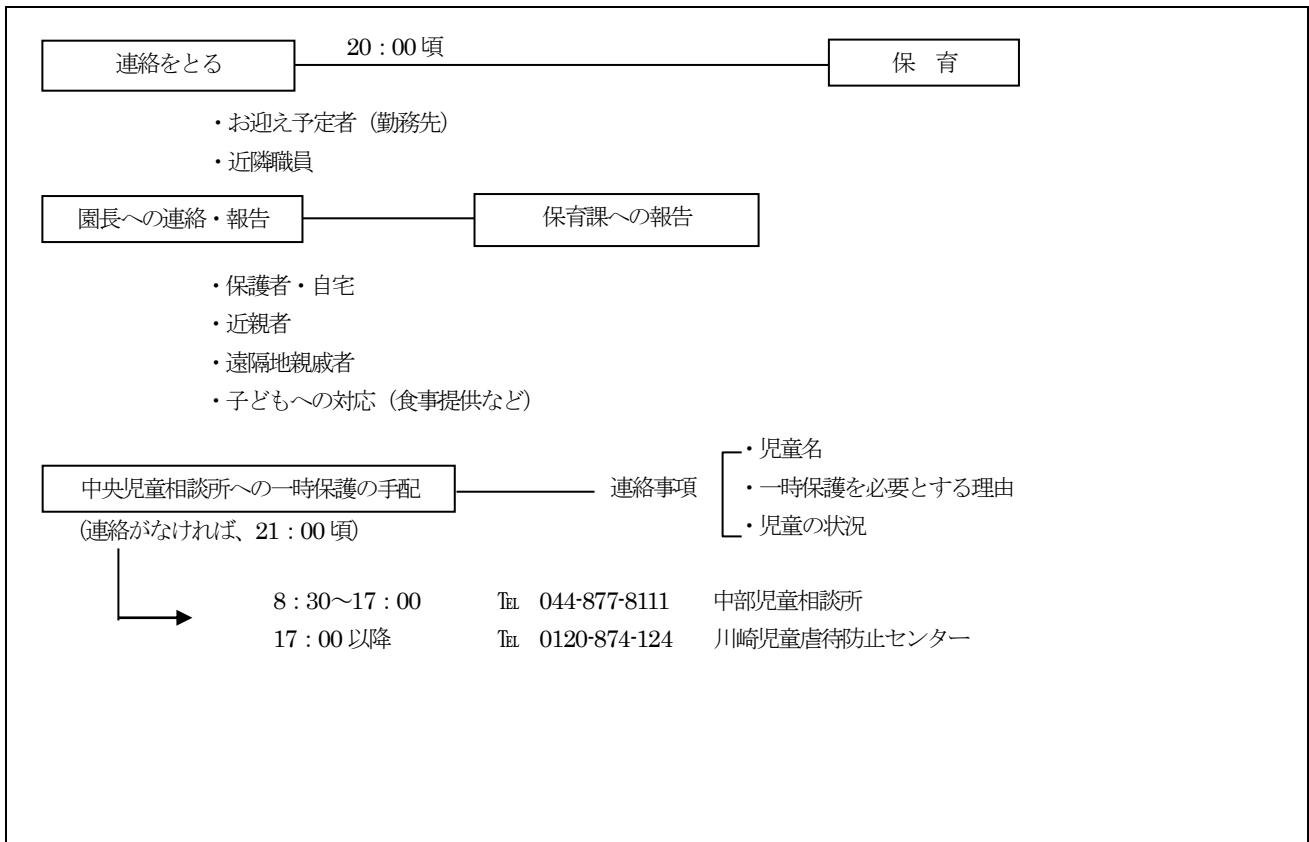 20：00頃
連絡をとる 保 育
・お迎え予定者（勤務先）
・近隣職員
園長への連絡・報告 保育課への報告
・保護者・自宅
・近親者
・遠隔地親戚者
・子どもへの対応（食事提供など）
・児童名
中央児童相談所への一時保護の手配 連絡事項 ・一時保護を必要とする理由
（連絡がなければ、21：00頃） ・児童の状況
8：30～17：00 ℡ 044-877-8111 中部児童相談所
17：00以降 ℡ 0120-874-124 川崎児童虐待防止センター